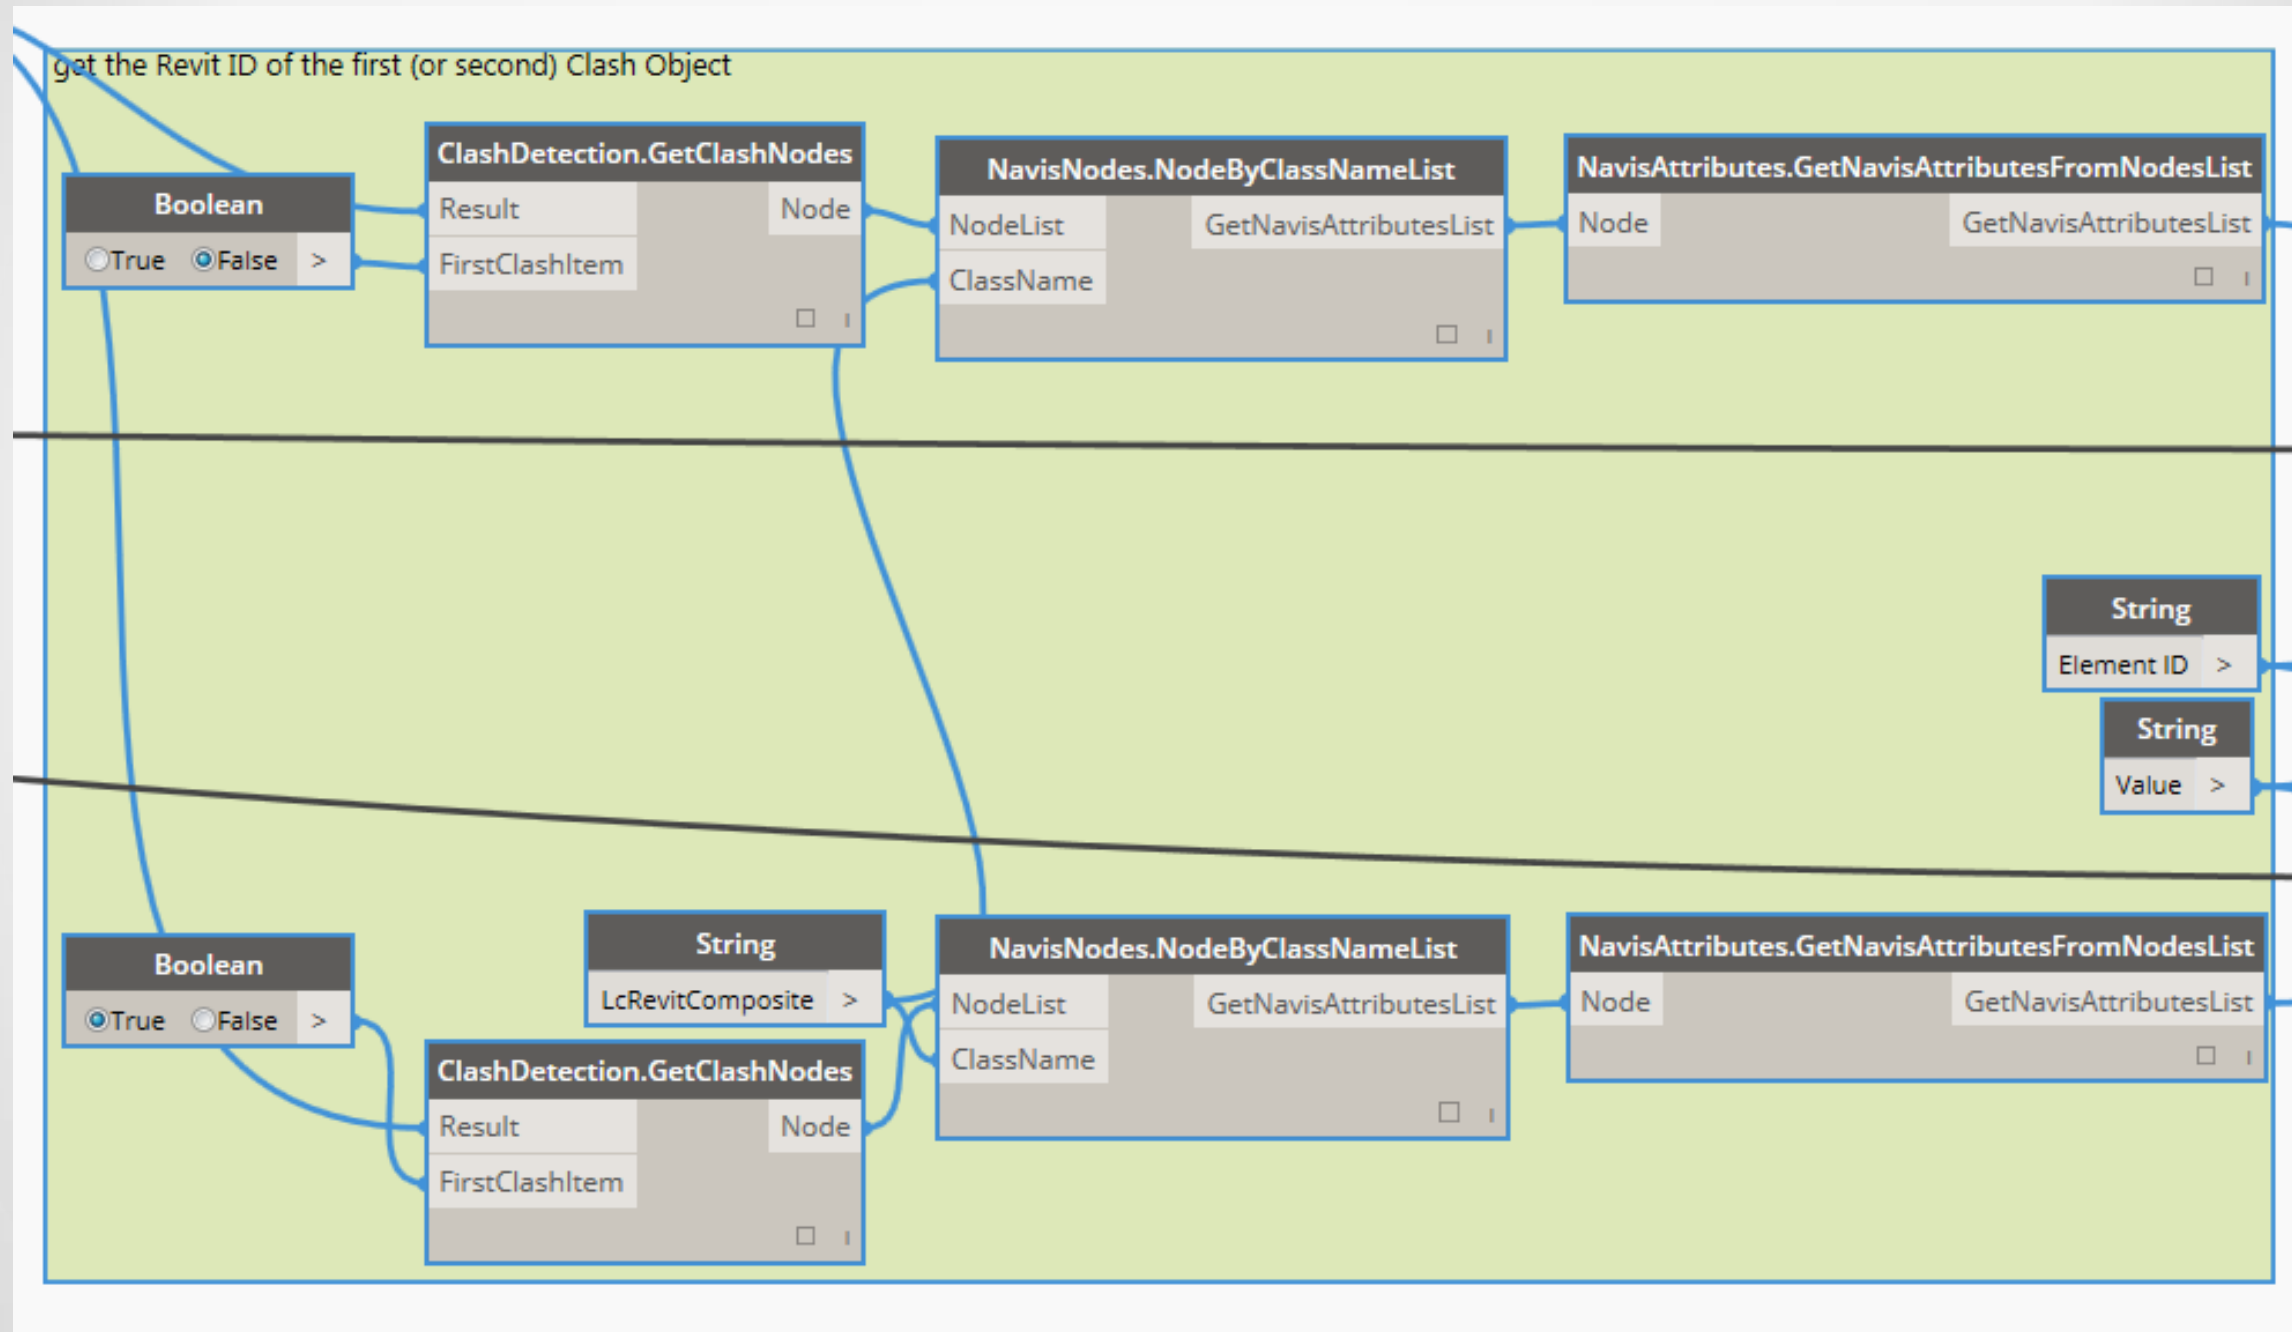 get the Revit ID of the first (or second) Clash Object
Boolean
True False >
ClashDetection.GetClashNodes
Result Node
FirstClashItem
NavisNodes.NodeByClassNameList
NodeList GetNavisAttributesList
ClassName
NavisAttributes.GetNavisAttributesFromNodesList
Node GetNavisAttributesList
String
Element ID >
String
Value >
Boolean
True False >
String
LcRevitComposite >
ClashDetection.GetClashNodes
Result Node
FirstClashItem
NavisNodes.NodeByClassNameList
NodeList GetNavisAttributesList
ClassName
NavisAttributes.GetNavisAttributesFromNodesList
Node GetNavisAttributesList